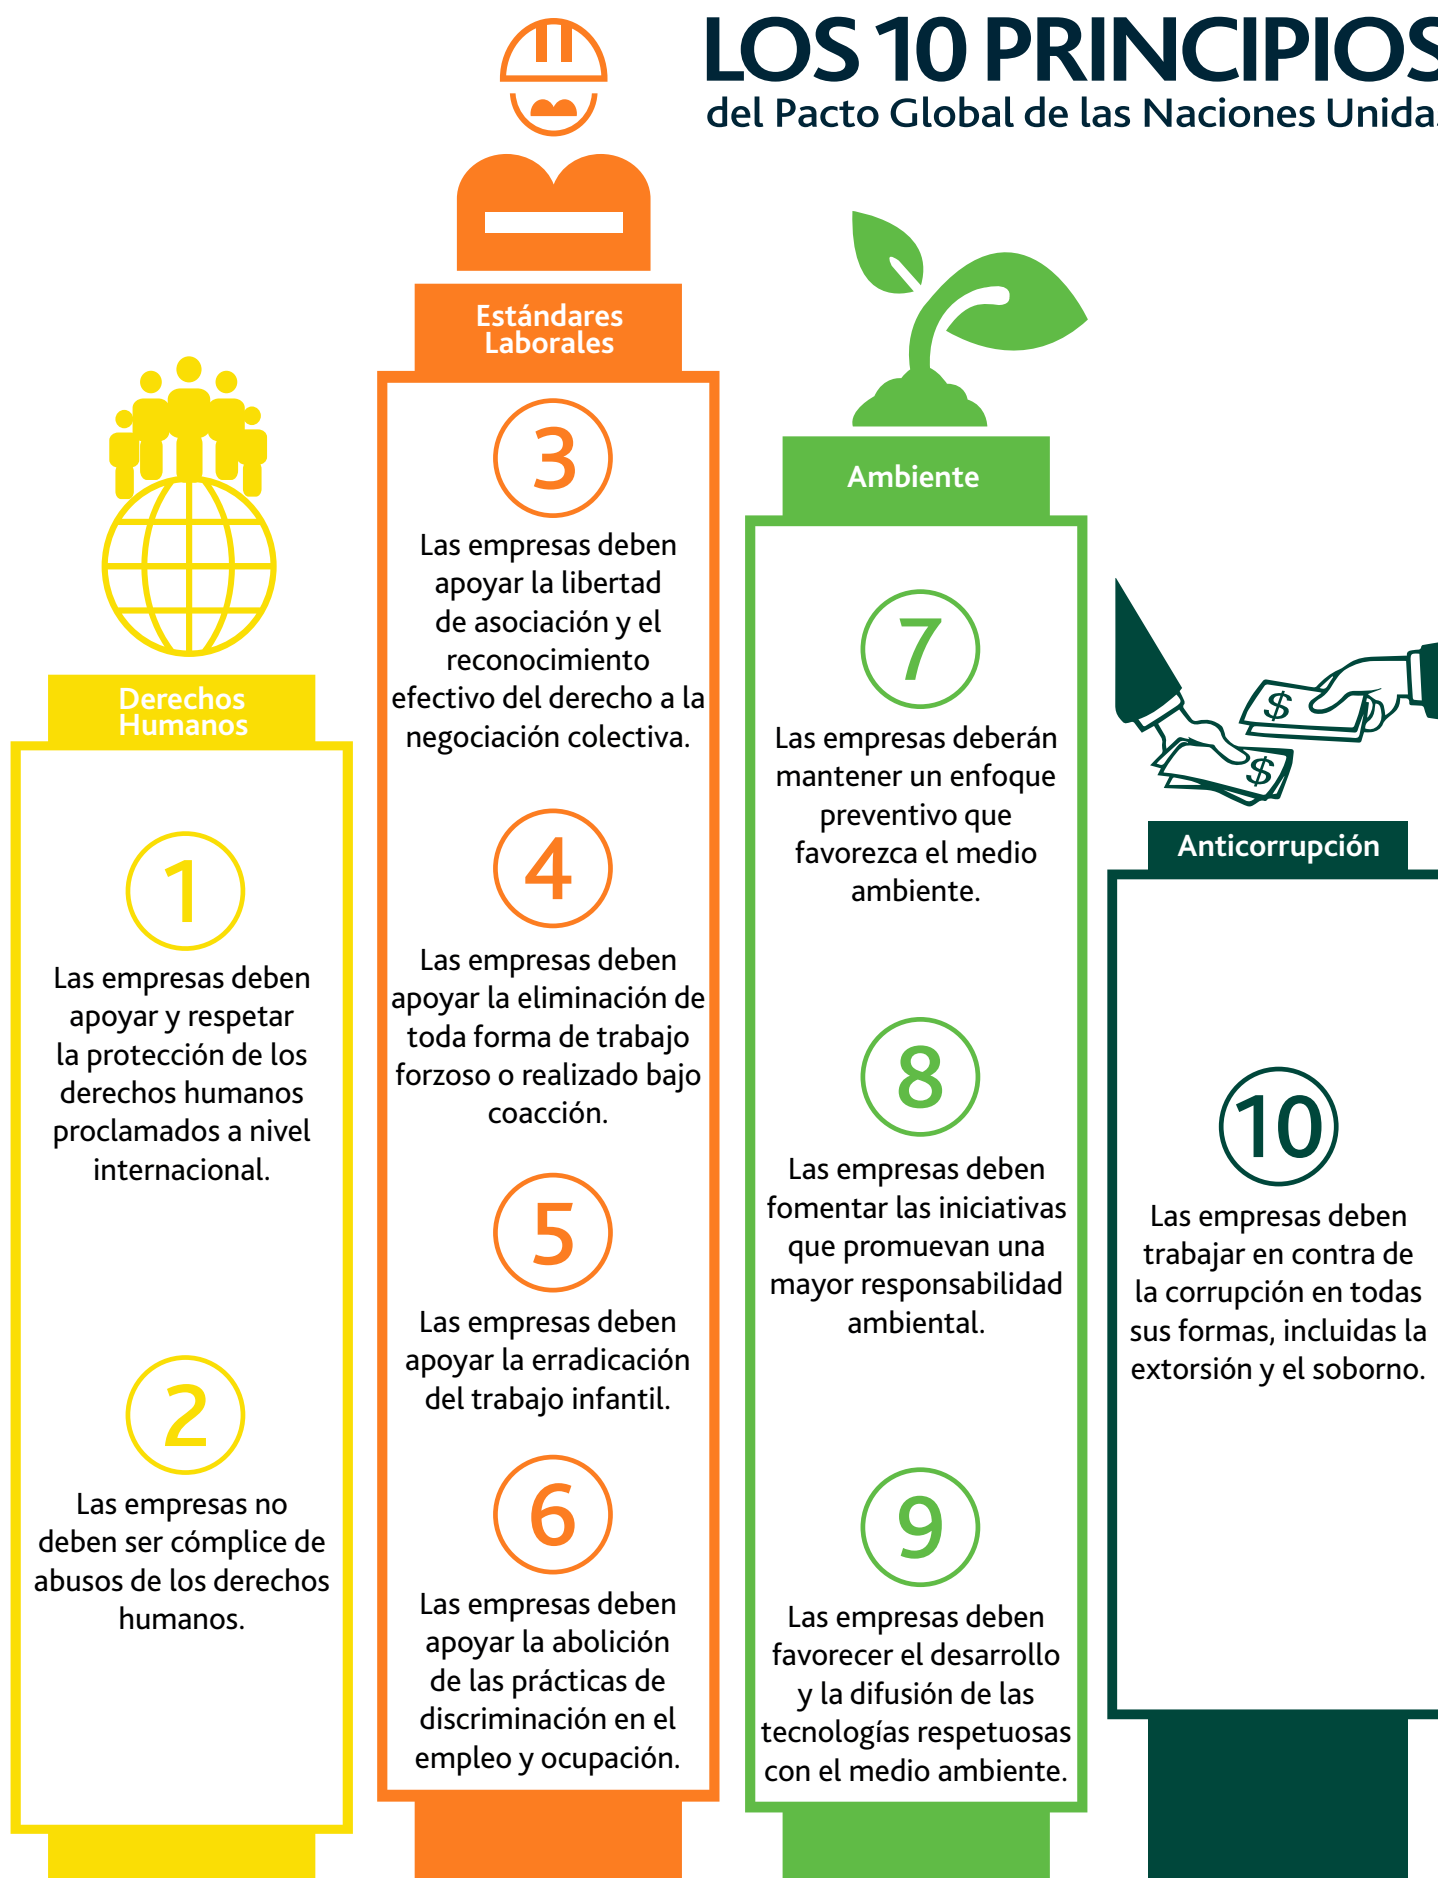 LOS 10 PRINCIPIOS
del Pacto Global de las Naciones Unidas
Derechos
Humanos
1
Las empresas deben
apoyar y respetar
la protección de los
derechos humanos
proclamados a nivel
internacional.
2
Las empresas no
deben ser cómplice de
abusos de los derechos
humanos.
Estándares
Laborales
3
Las empresas deben
apoyar la libertad
de asociación y el
reconocimiento
efectivo del derecho a la
negociación colectiva.
4
Las empresas deben
apoyar la eliminación de
toda forma de trabajo
forzoso o realizado bajo
coacción.
5
Las empresas deben
apoyar la erradicación
del trabajo infantil.
6
Las empresas deben
apoyar la abolición
de las prácticas de
discriminación en el
empleo y ocupación.
Ambiente
7
Las empresas deberán
mantener un enfoque
preventivo que
favorezca el medio
ambiente.
8
Las empresas deben
fomentar las iniciativas
que promuevan una
mayor responsabilidad
ambiental.
9
Las empresas deben
favorecer el desarrollo
y la difusión de las
tecnologías respetuosas
con el medio ambiente.
$
$
Anticorrupción
10
Las empresas deben
trabajar en contra de
la corrupción en todas
sus formas, incluidas la
extorsión y el soborno.